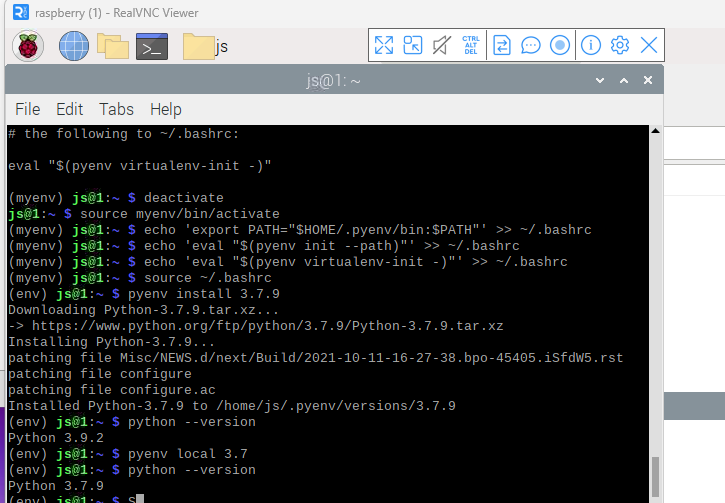 raspberry (1) - RealVNC Viewer
js
CTRL
ALT
DEL
js@1: ~
File Edit Tabs Help
# the following to ~/.bashrc:
eval "$(pyenv virtualenv-init -)"
(myenv) js@1:~ $ deactivate
js@1:~ $ source myenv/bin/activate
(myenv) js@1:~ $ echo 'export PATH="$HOME/.pyenv/bin:$PATH"' >> ~/.bashrc
(myenv) js@1:~ $ echo 'eval "$(pyenv init --path)"' >> ~/.bashrc
(myenv) js@1:~ $ echo 'eval "$(pyenv virtualenv-init -)"' >> ~/.bashrc
(myenv) js@1:~ $ source ~/.bashrc
(env) js@1:~ $ pyenv install 3.7.9
Downloading Python-3.7.9.tar.xz...
-> https://www.python.org/ftp/python/3.7.9/Python-3.7.9.tar.xz
Installing Python-3.7.9...
patching file Misc/NEWS.d/next/Build/2021-10-11-16-27-38.bpo-45405.iSfdW5.rst
patching file configure
patching file configure.ac
Installed Python-3.7.9 to /home/js/.pyenv/versions/3.7.9
(env) js@1:~ $ python --version
Python 3.9.2
(env) js@1:~ $ pyenv local 3.7
(env) js@1:~ $ python --version
Python 3.7.9
(env) js@1:~ $ S